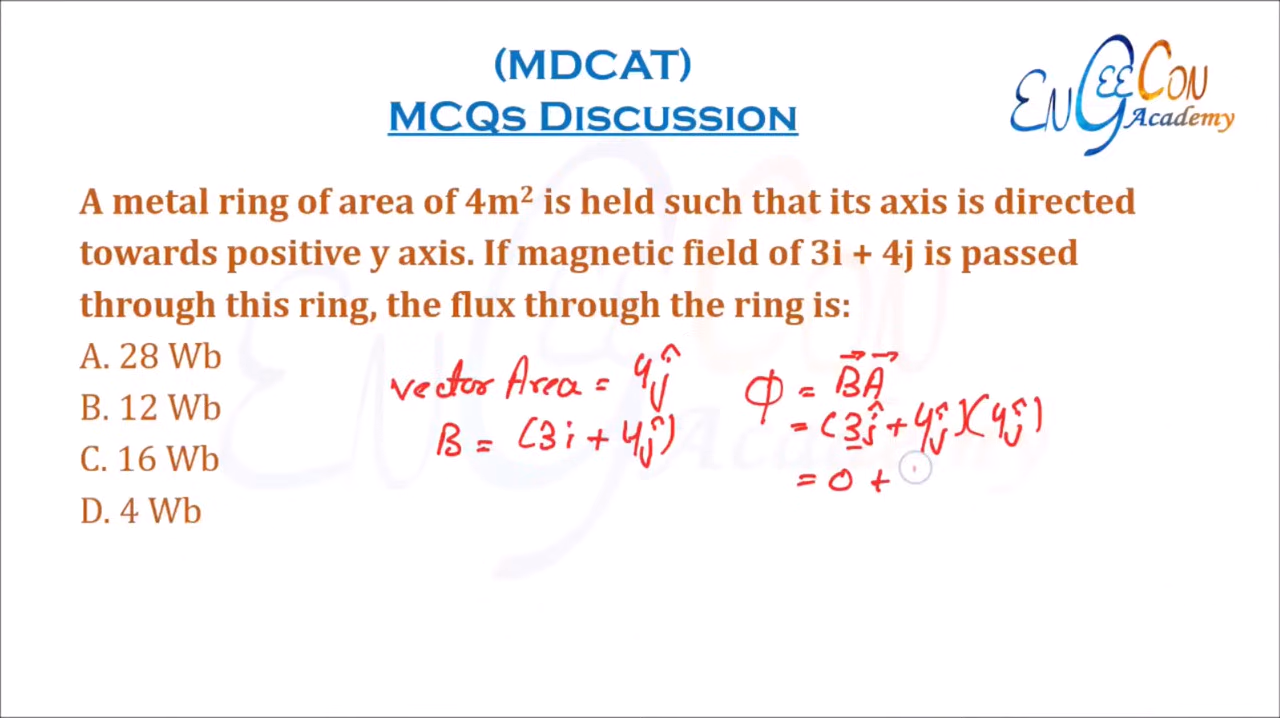 (MDCAT)
MCQs Discussion
EnGeeCon
Academy
A metal ring of area of 4m² is held such that its axis is directed
towards positive y axis. If magnetic field of 3i + 4j is passed
through this ring, the flux through the ring is:
A. 28 Wb
B. 12 Wb
C. 16 Wb
D. 4 Wb
vector Area = 4ĵ
B = (3i + 4ĵ)
ϕ = B⃗A⃗
= (3î + 4ĵ)(4ĵ)
= 0 +